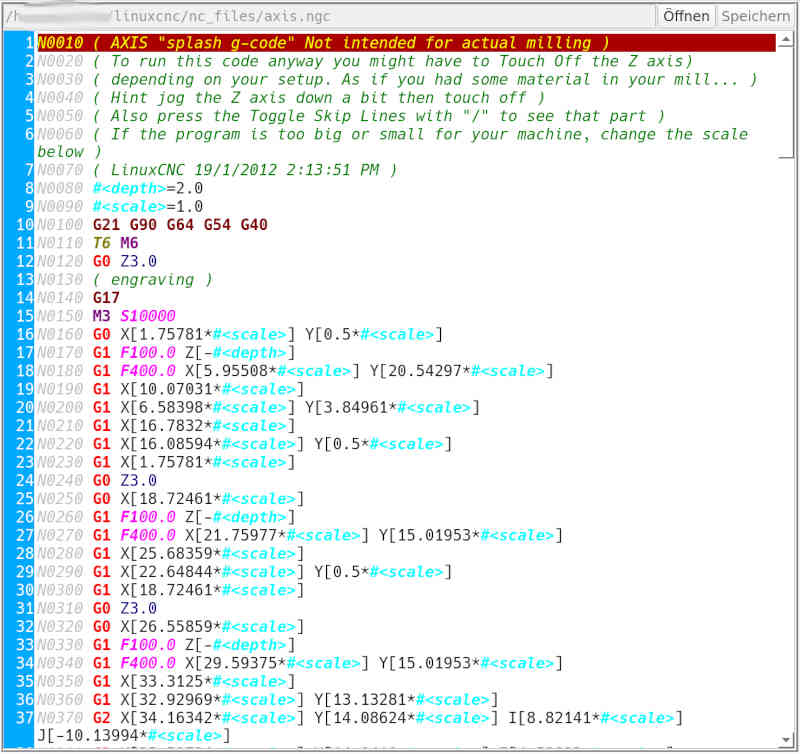 /h /linuxcnc/nc_files/axis.ngc Öffnen Speichern
1 N0010 ( AXIS "splash g-code" Not intended for actual milling )
2 N0020 ( To run this code anyway you might have to Touch Off the Z axis)
3 N0030 ( depending on your setup. As if you had some material in your mill... )
4 N0040 ( Hint jog the Z axis down a bit then touch off )
5 N0050 ( Also press the Toggle Skip Lines with "/" to see that part )
6 N0060 ( If the program is too big or small for your machine, change the scale
below )
7 N0070 ( LinuxCNC 19/1/2012 2:13:51 PM )
8 N0080 #<depth>=2.0
9 N0090 #<scale>=1.0
10 N0100 G21 G90 G64 G54 G40
11 N0110 T6 M6
12 N0120 G0 Z3.0
13 N0130 ( engraving )
14 N0140 G17
15 N0150 M3 S10000
16 N0160 G0 X[1.75781*#<scale>] Y[0.5*#<scale>]
17 N0170 G1 F100.0 Z[-#<depth>]
18 N0180 G1 F400.0 X[5.95508*#<scale>] Y[20.54297*#<scale>]
19 N0190 G1 X[10.07031*#<scale>]
20 N0200 G1 X[6.58398*#<scale>] Y[3.84961*#<scale>]
21 N0210 G1 X[16.7832*#<scale>]
22 N0220 G1 X[16.08594*#<scale>] Y[0.5*#<scale>]
23 N0230 G1 X[1.75781*#<scale>]
24 N0240 G0 Z3.0
25 N0250 G0 X[18.72461*#<scale>]
26 N0260 G1 F100.0 Z[-#<depth>]
27 N0270 G1 F400.0 X[21.75977*#<scale>] Y[15.01953*#<scale>]
28 N0280 G1 X[25.68359*#<scale>]
29 N0290 G1 X[22.64844*#<scale>] Y[0.5*#<scale>]
30 N0300 G1 X[18.72461*#<scale>]
31 N0310 G0 Z3.0
32 N0320 G0 X[26.55859*#<scale>]
33 N0330 G1 F100.0 Z[-#<depth>]
34 N0340 G1 F400.0 X[29.59375*#<scale>] Y[15.01953*#<scale>]
35 N0350 G1 X[33.3125*#<scale>]
36 N0360 G1 X[32.92969*#<scale>] Y[13.13281*#<scale>]
37 N0370 G2 X[34.16342*#<scale>] Y[14.08624*#<scale>] I[8.82141*#<scale>]
J[-10.13994*#<scale>]